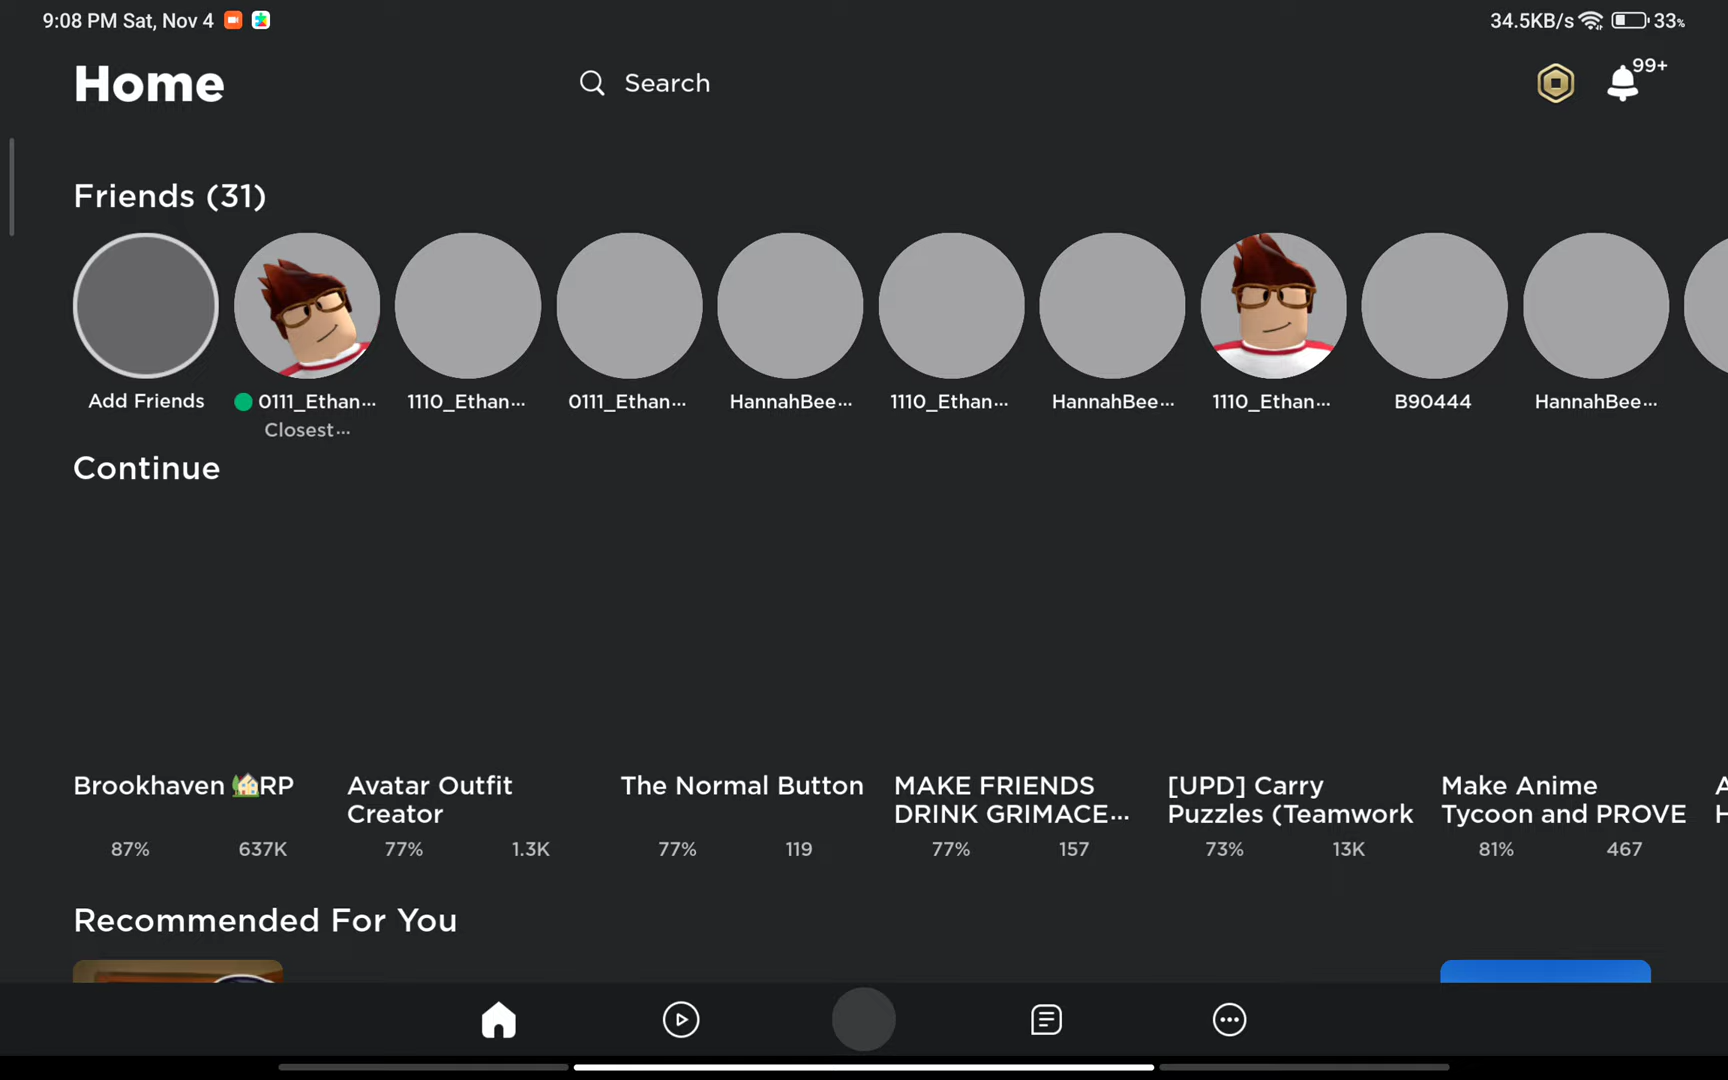 9:08 PM Sat, Nov 4
34.5KB/s 33%
Home
Search
99+
Friends (31)
Add Friends
0111_Ethan...
1110_Ethan...
0111_Ethan...
HannahBee...
1110_Ethan...
HannahBee...
1110_Ethan...
B90444
HannahBee...
Closest...
Continue
Brookhaven 🏡RP
87% 637K
Avatar Outfit
Creator
77% 1.3K
The Normal Button
77% 119
MAKE FRIENDS
DRINK GRIMACE...
77% 157
[UPD] Carry
Puzzles (Teamwork
73% 13K
Make Anime
Tycoon and PROVE
81% 467
Recommended For You